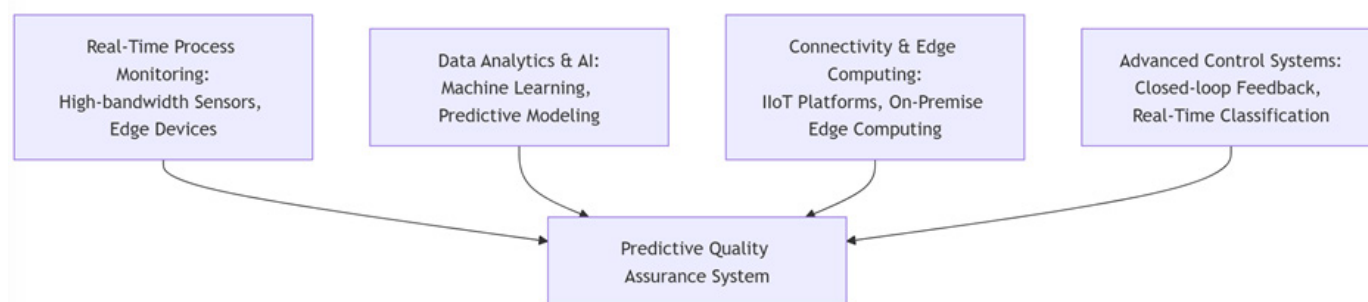 Real-Time Process
Monitoring:
High-bandwidth Sensors,
Edge Devices
Data Analytics & AI:
Machine Learning,
Predictive Modeling
Connectivity & Edge
Computing:
IIoT Platforms, On-Premise
Edge Computing
Advanced Control Systems:
Closed-loop Feedback,
Real-Time Classification
Predictive Quality
Assurance System